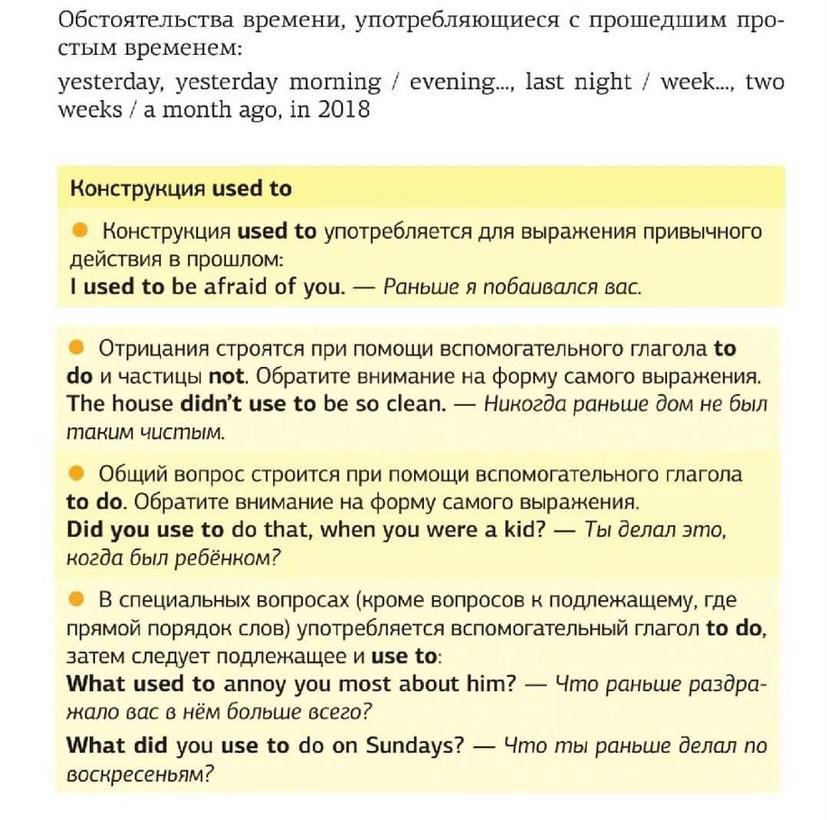 Обстоятельства времени, употребляющиеся с прошедшим про-
стым временем:
yesterday, yesterday morning / evening..., last night / week..., two
weeks / a month ago, in 2018
Конструкция used to
● Конструкция used to употребляется для выражения привычного
действия в прошлом:
I used to be afraid of you. — Раньше я побаивался вас.
● Отрицания строятся при помощи вспомогательного глагола to
do и частицы not. Обратите внимание на форму самого выражения.
The house didn't use to be so clean. — Никогда раньше дом не был
таким чистым.
● Общий вопрос строится при помощи вспомогательного глагола
to do. Обратите внимание на форму самого выражения.
Did you use to do that, when you were a kid? — Ты делал это,
когда был ребёнком?
● В специальных вопросах (кроме вопросов к подлежащему, где
прямой порядок слов) употребляется вспомогательный глагол to do,
затем следует подлежащее и use to:
What used to annoy you most about him? — Что раньше раздра-
жало вас в нём больше всего?
What did you use to do on Sundays? — Что ты раньше делал по
воскресеньям?